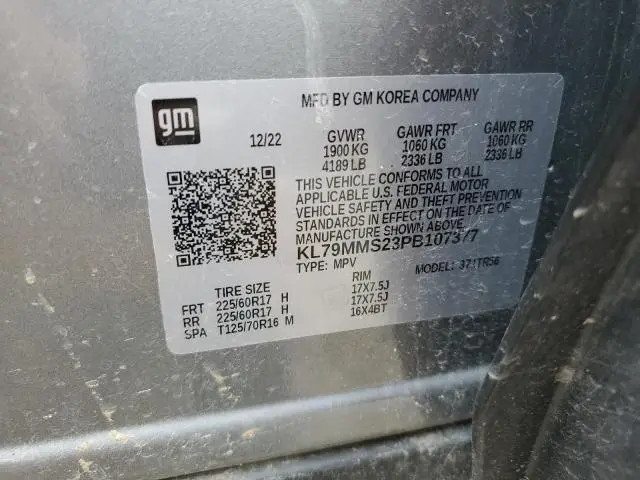 MFD BY GM KOREA COMPANY
gm
12/22 GVWR GAWR FRT GAWR RR
1900 KG 1060 KG 1060 KG
4189 LB 2336 LB 2336 LB
THIS VEHICLE CONFORMS TO ALL
APPLICABLE U.S. FEDERAL MOTOR
VEHICLE SAFETY AND THEFT PREVENTION
STANDARDS IN EFFECT ON THE DATE OF
MANUFACTURE SHOWN ABOVE.
KL79MMS23PB107377
TYPE: MPV MODEL: 371TR56
TIRE SIZE RIM
FRT 225/60R17 H 17X7.5J
RR 225/60R17 H 17X7.5J
SPA T125/70R16 M 16X4BT